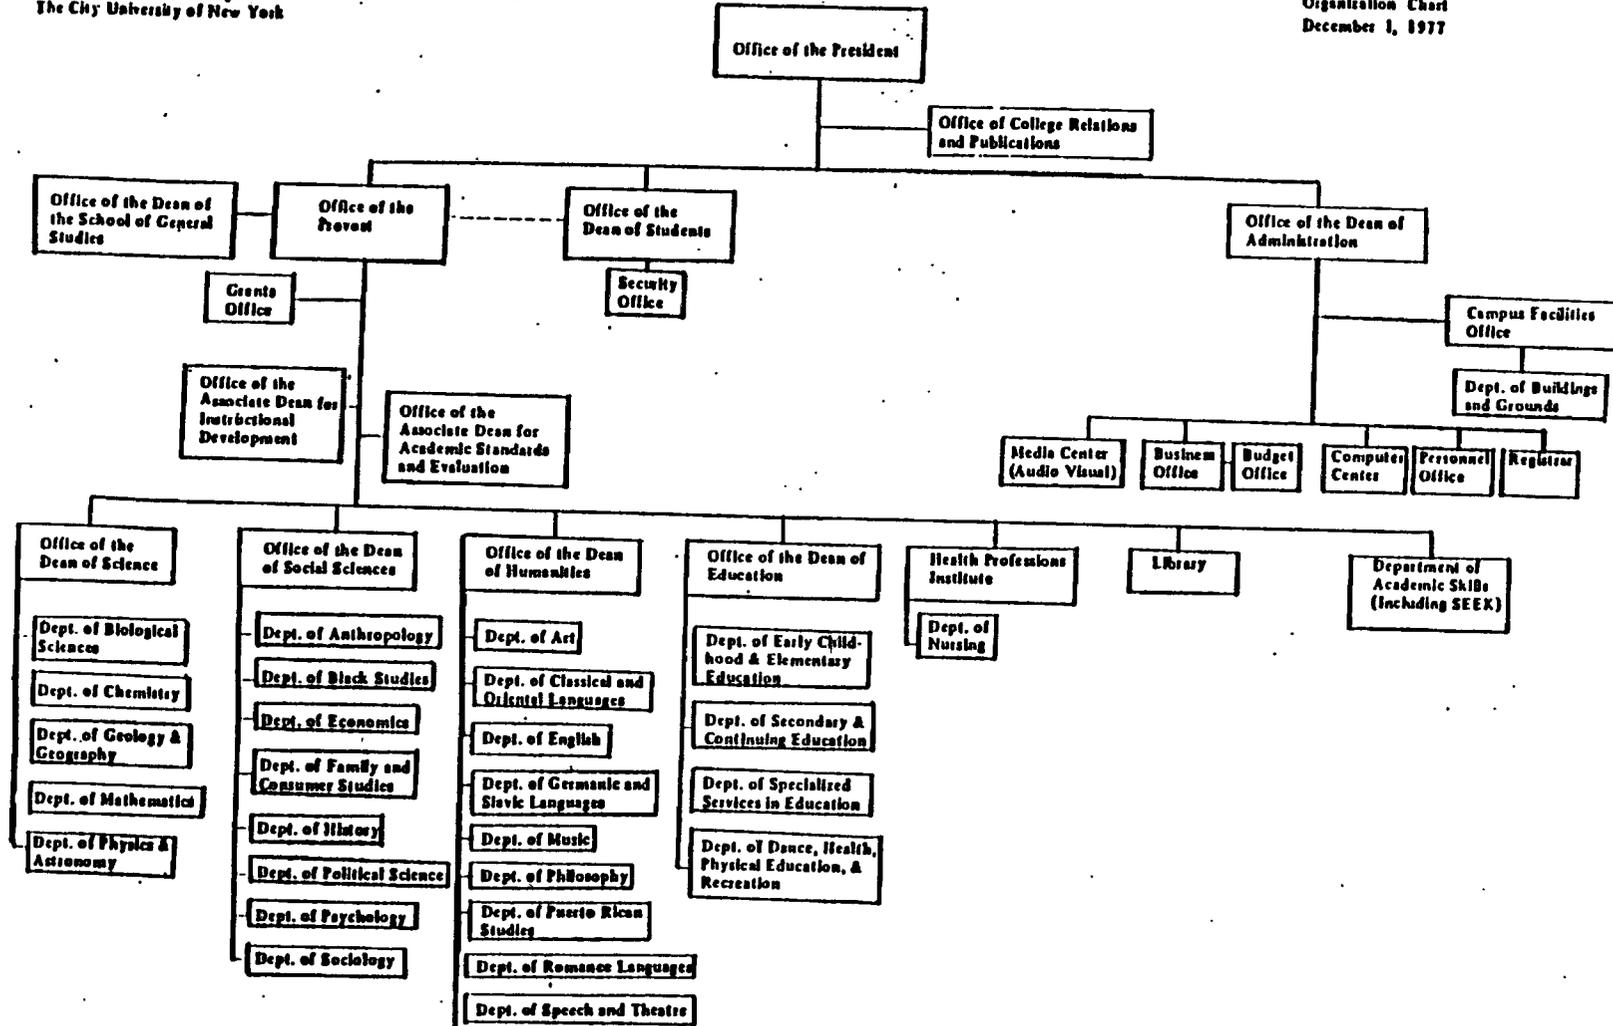 The City University of New York
Organization Chart
December 1, 1977
Office of the President
Office of College Relations
and Publications
Office of the Dean of
the School of General
Studies
Office of the
Provost
Office of the
Dean of Students
Office of the Dean of
Administration
Grants
Office
Security
Office
Campus Facilities
Office
Dept. of Buildings
and Grounds
Office of the
Associate Dean for
Instructional
Development
Office of the
Associate Dean for
Academic Standards
and Evaluation
Media Center
(Audio Visual)
Business
Office
Budget
Office
Computer
Center
Personnel
Office
Registrar
Office of the
Dean of Science
Dept. of Biological
Sciences
Dept. of Chemistry
Dept. of Geology &
Geography
Dept. of Mathematics
Dept. of Physics &
Astronomy
Office of the Dean
of Social Sciences
Dept. of Anthropology
Dept. of Black Studies
Dept. of Economics
Dept. of Family and
Consumer Studies
Dept. of History
Dept. of Political Science
Dept. of Psychology
Dept. of Sociology
Office of the Dean
of Humanities
Dept. of Art
Dept. of Classical and
Oriental Languages
Dept. of English
Dept. of Germanic and
Slavic Languages
Dept. of Music
Dept. of Philosophy
Dept. of Puerto Rican
Studies
Dept. of Romance Languages
Dept. of Speech and Theatre
Office of the Dean of
Education
Dept. of Early Child-
hood & Elementary
Education
Dept. of Secondary &
Continuing Education
Dept. of Specialized
Services in Education
Dept. of Dance, Health,
Physical Education, &
Recreation
Health Professions
Institute
Dept. of
Nursing
Library
Department of
Academic Skills
(Including SEEK)